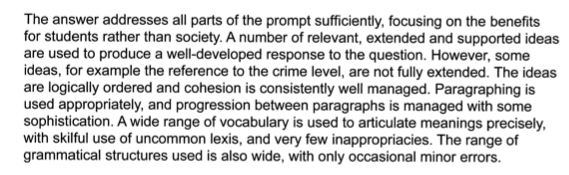 The answer addresses all parts of the prompt sufficiently, focusing on the benefits
for students rather than society. A number of relevant, extended and supported ideas
are used to produce a well-developed response to the question. However, some
ideas, for example the reference to the crime level, are not fully extended. The ideas
are logically ordered and cohesion is consistently well managed. Paragraphing is
used appropriately, and progression between paragraphs is managed with some
sophistication. A wide range of vocabulary is used to articulate meanings precisely,
with skilful use of uncommon lexis, and very few inappropriacies. The range of
grammatical structures used is also wide, with only occasional minor errors.